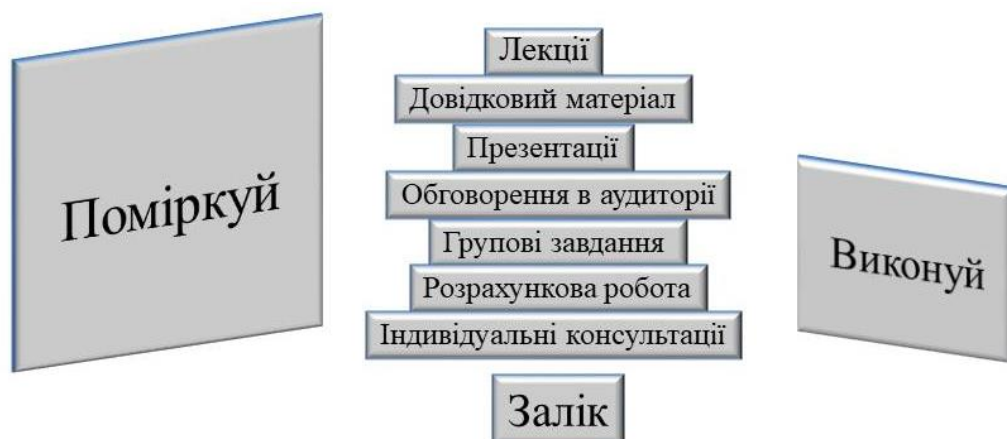 Поміркуй
Лекції
Довідковий матеріал
Презентації
Обговорення в аудиторії
Групові завдання
Розрахункова робота
Індивідуальні консультації
Залік
Виконуй